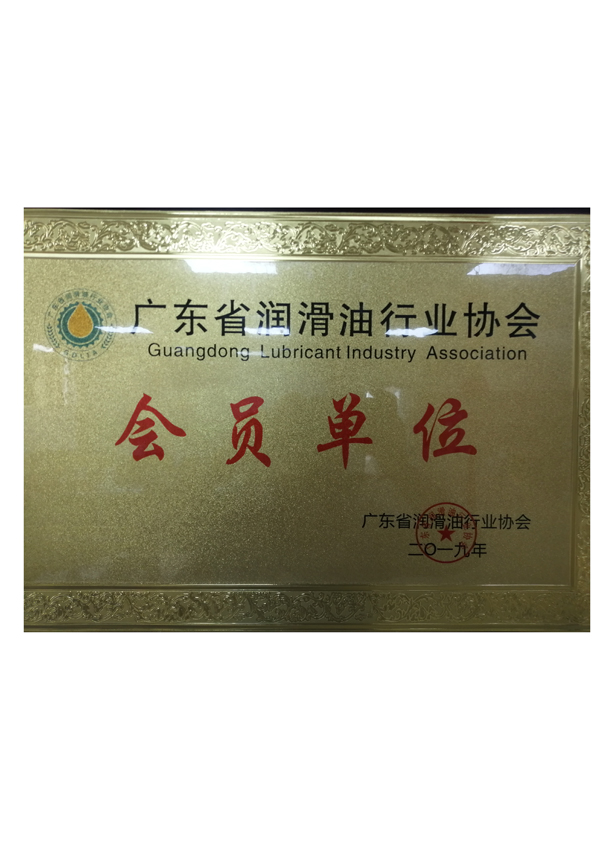 广东省润滑油行业协会
Guangdong Lubricant Industry Association
会员单位
广东省润滑油行业协会
二〇一九年